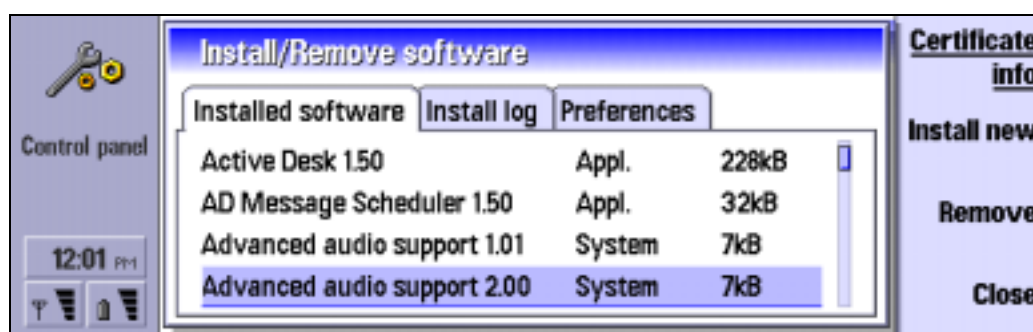 Control panel
12:01 PM
Install/Remove software
Installed software Install log Preferences
Active Desk 1.50 Appl. 228kB
AD Message Scheduler 1.50 Appl. 32kB
Advanced audio support 1.01 System 7kB
Advanced audio support 2.00 System 7kB
Certificate
info
Install new
Remove
Close